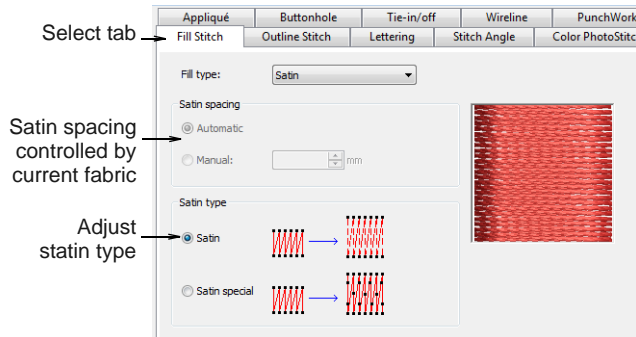 Appliqué Buttonhole Tie-in/off Wireline PunchWork
Select tab
Fill Stitch Outline Stitch Lettering Stitch Angle Color PhotoStitc
Fill type: Satin
Satin spacing
Automatic
Manual: mm
Satin spacing
controlled by
current fabric
Satin type
Adjust
statin type
Satin
Satin special